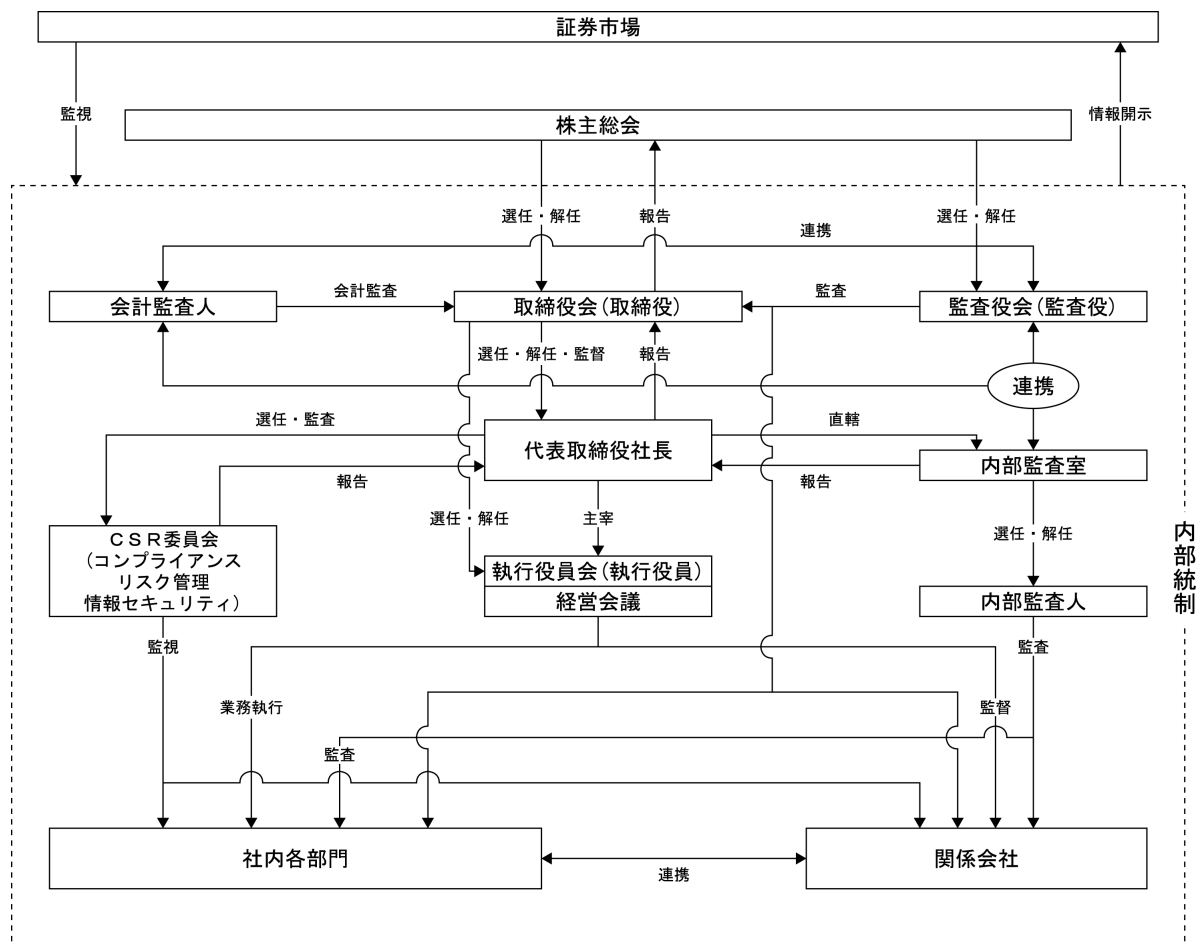 証券市場
監視
情報開示
株主総会
選任・解任
報告
選任・解任
連携
会計監査人
会計監査
取締役会（取締役）
監査
監査役会（監査役）
選任・解任・監督
報告
連携
選任・監査
代表取締役社長
直轄
内部監査室
報告
報告
選任・解任
主宰
選任・解任
ＣＳＲ委員会
（コンプライアンス
リスク管理
情報セキュリティ）
執行役員会（執行役員）
経営会議
内部監査人
内部統制
監視
監査
業務執行
監督
監査
社内各部門
連携
関係会社